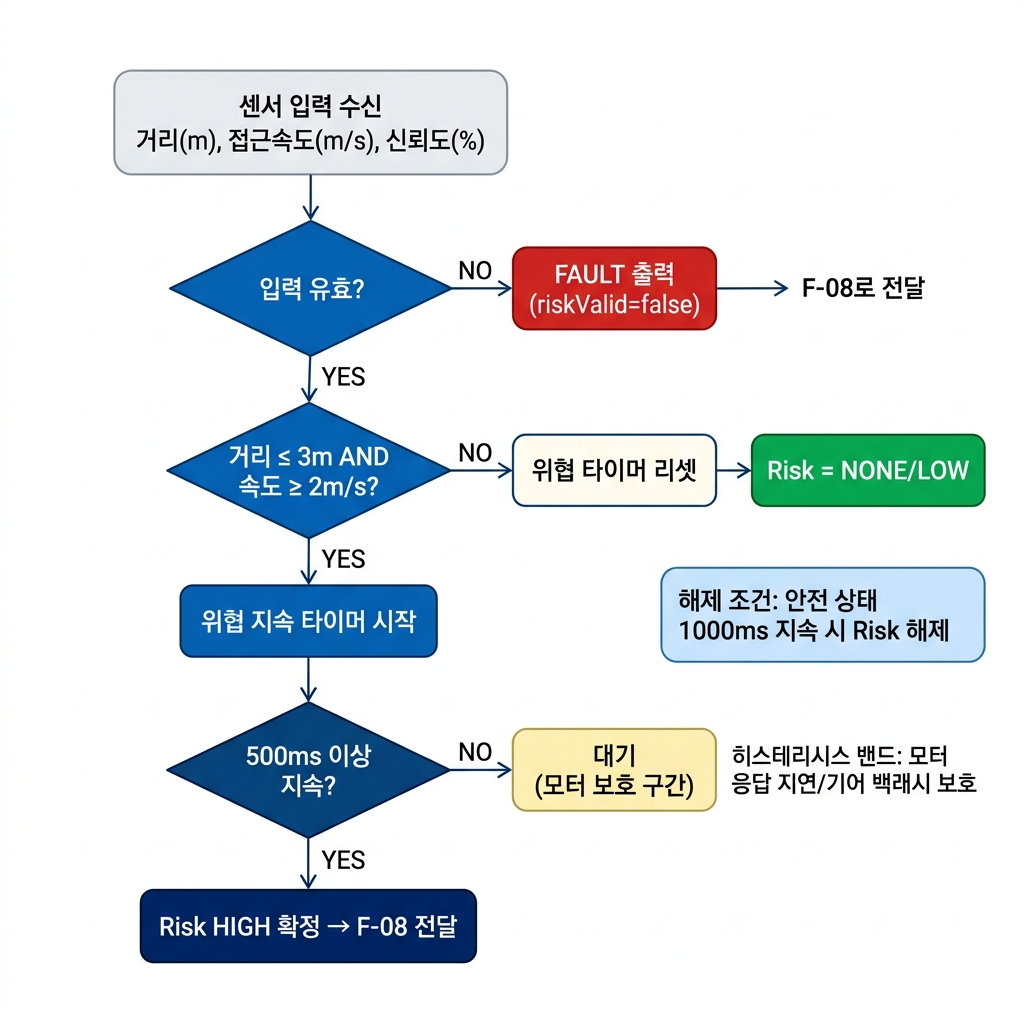 센서 입력 수신
거리(m), 접근속도(m/s), 신뢰도(%)
입력 유효?
NO
FAULT 출력
(riskValid=false)
F-08로 전달
YES
거리 ≤ 3m AND
속도 ≥ 2m/s?
NO
위협 타이머 리셋
Risk = NONE/LOW
YES
위협 지속 타이머 시작
해제 조건: 안전 상태
1000ms 지속 시 Risk 해제
500ms 이상
지속?
NO
대기
(모터 보호 구간)
히스테리시스 밴드: 모터
응답 지연/기어 백래시 보호
YES
Risk HIGH 확정 → F-08 전달